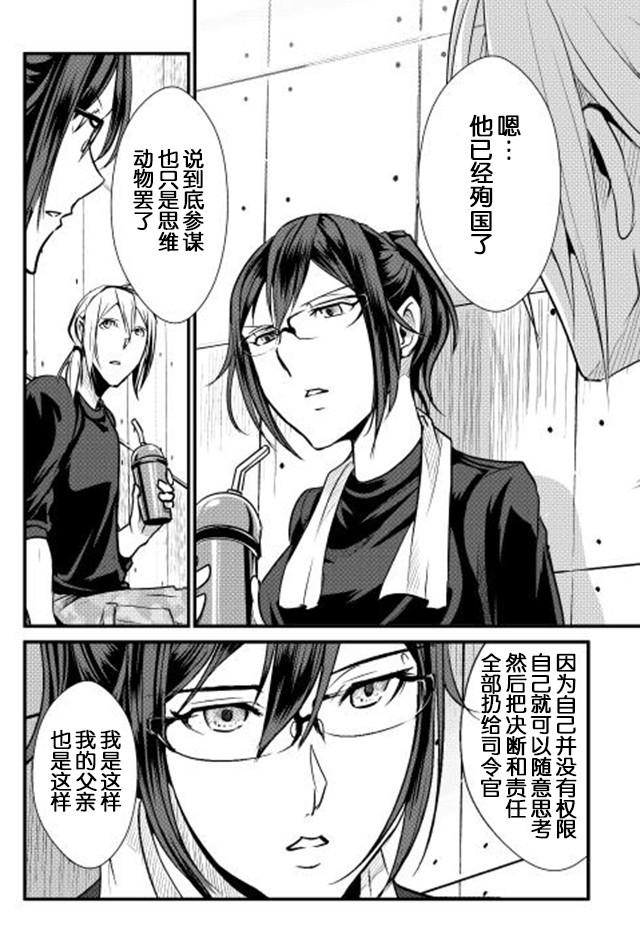 嗯…
他已经殉国了
说到底参谋
也只是思维
动物罢了
因为自己并没有权限
自己就可以随意思考
然后把决断和责任
全部扔给司令官
我是这样
我的父亲
也是这样